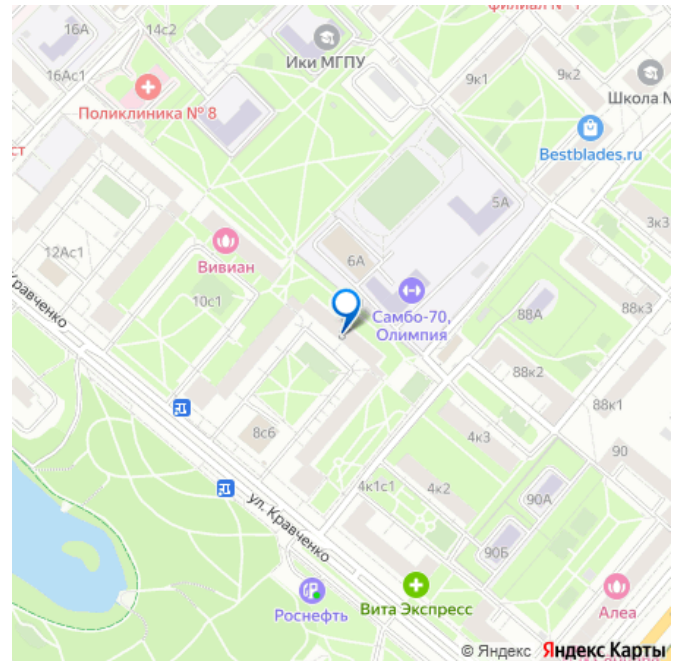 филиал № 1
16А
14с2
Ики МГПУ
9к1
9к2
16Ас1
Школа N
Поликлиника № 8
Bestblades.ru
ст
5А
3к3
12Ас1
Вивиан
6А
10с1
Самбо-70,
Олимпия
88А
88к3
Кравченко
88к2
88к1
8с6
4к3
90
4к1с1
4к2
90А
ул. Кравченко
90Б
Роснефть
Вита Экспресс
Алеа
© Яндекс Яндекс Карты